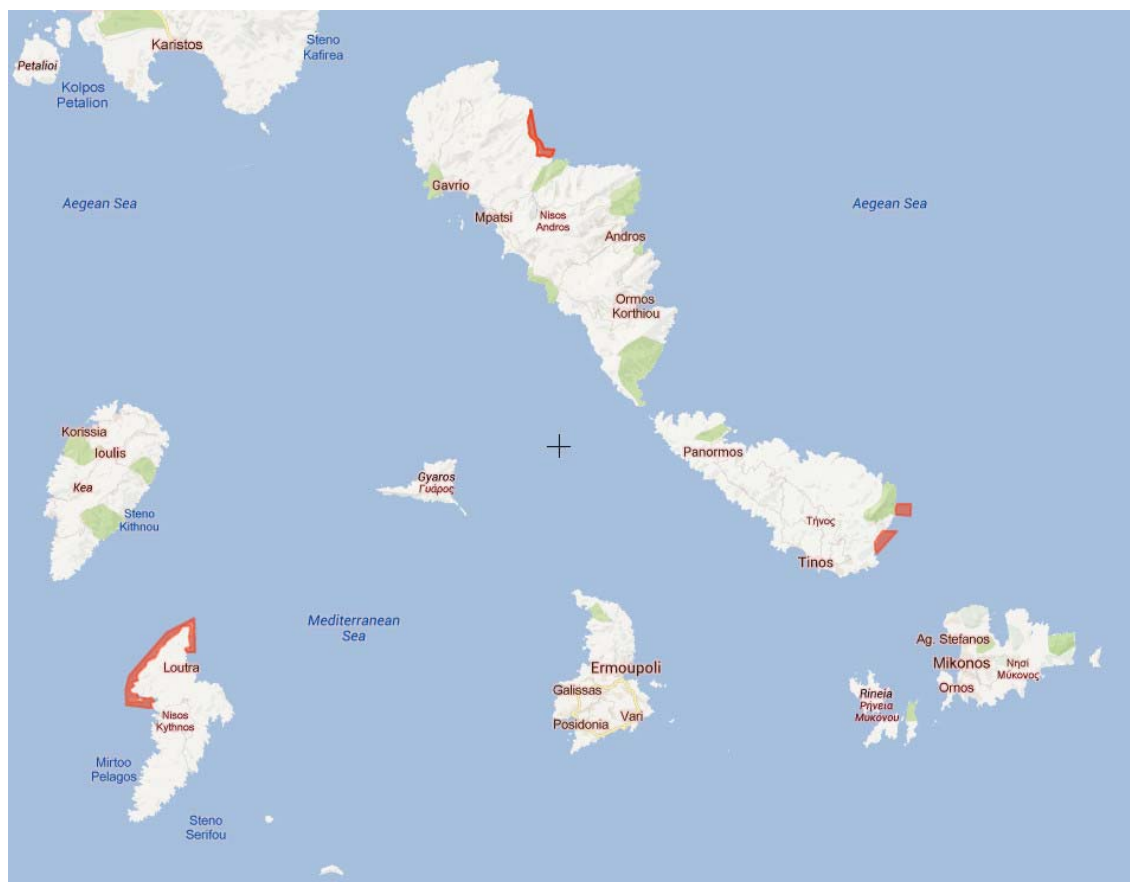 Steno
Kafirea
Karistos
Petalioi
Kolpos
Petalion
Gavrio
Aegean Sea
Aegean Sea
Mpatsi
Nisos
Andros
Andros
Ormos
Korthiou
Korissia
Ioulis
Kea
Steno
Kithnou
Gyaros
Γυάρος
Panormos
Τήνος
Tinos
Mediterranean
Sea
Loutra
Nisos
Kythnos
Mirtoo
Pelagos
Steno
Serifou
Ermoupoli
Galissas
Posidonia
Vari
Ag. Stefanos
Mikonos
Νησί
Μύκονος
Ornos
Rineia
Ρήνεια
Μυκόνου